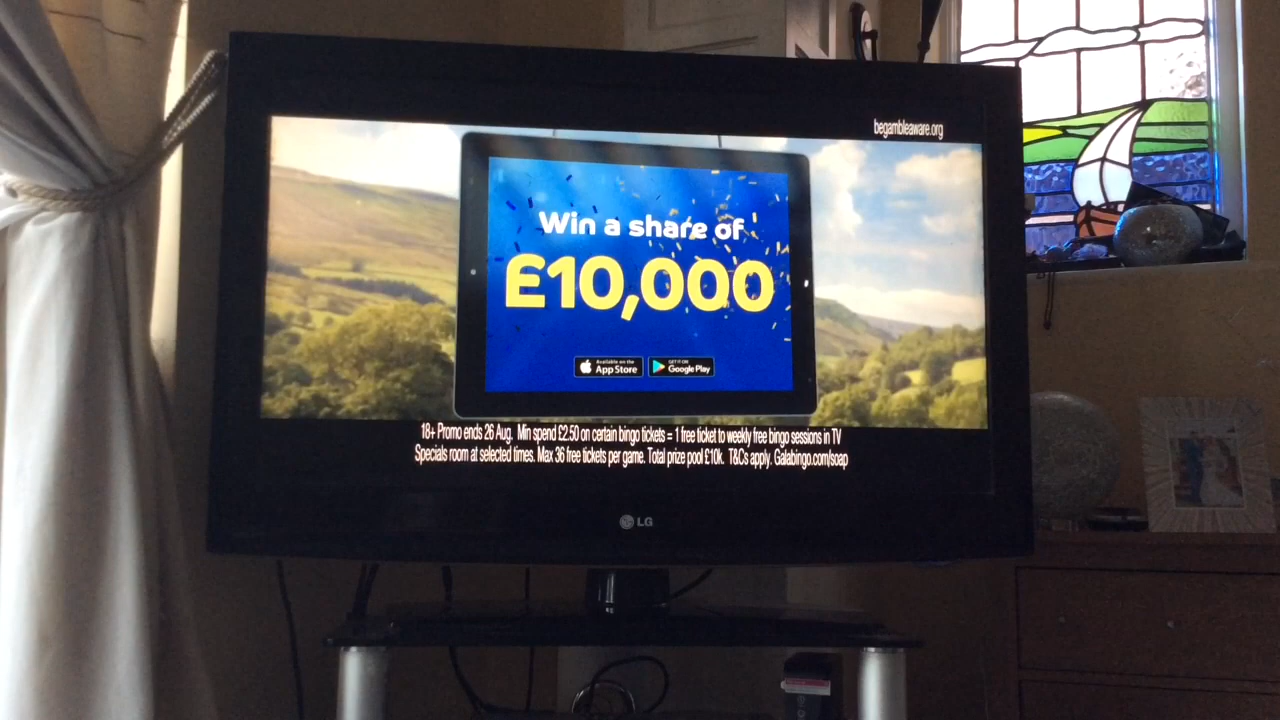 begambleaware.org
Win a share of
£10,000
Available on the
App Store
GET IT ON
Google Play
18+ Promo ends 26 Aug. Min spend £2.50 on certain bingo tickets = 1 free ticket to weekly free bingo sessions in TV
Specials room at selected times. Max 36 free tickets per game. Total prize pool £10k. T&Cs apply. Galabingo.com/soap
LG